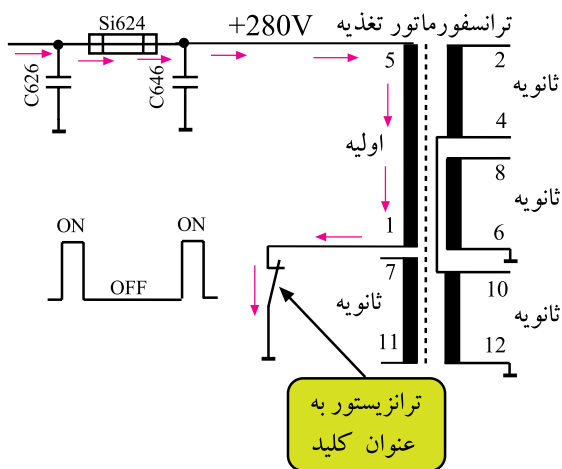 ترانسفورماتور تغذیه
Si624
+280V
C626
C646
5
اولیه
1
2
ثانویه
4
8
ثانویه
6
7
ثانویه
11
10
ثانویه
12
ON
ON
OFF
ترانزیستور به
عنوان کلید